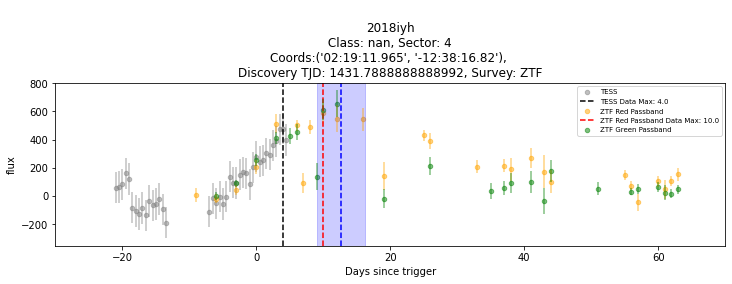 2018iyh
Class: nan, Sector: 4
Coords:('02:19:11.965', '-12:38:16.82'),
Discovery TJD: 1431.7888888888992, Survey: ZTF
800
600
400
200
0
−200
flux
TESS
TESS Data Max: 4.0
ZTF Red Passband
ZTF Red Passband Data Max: 10.0
ZTF Green Passband
−20
0
20
40
60
Days since trigger